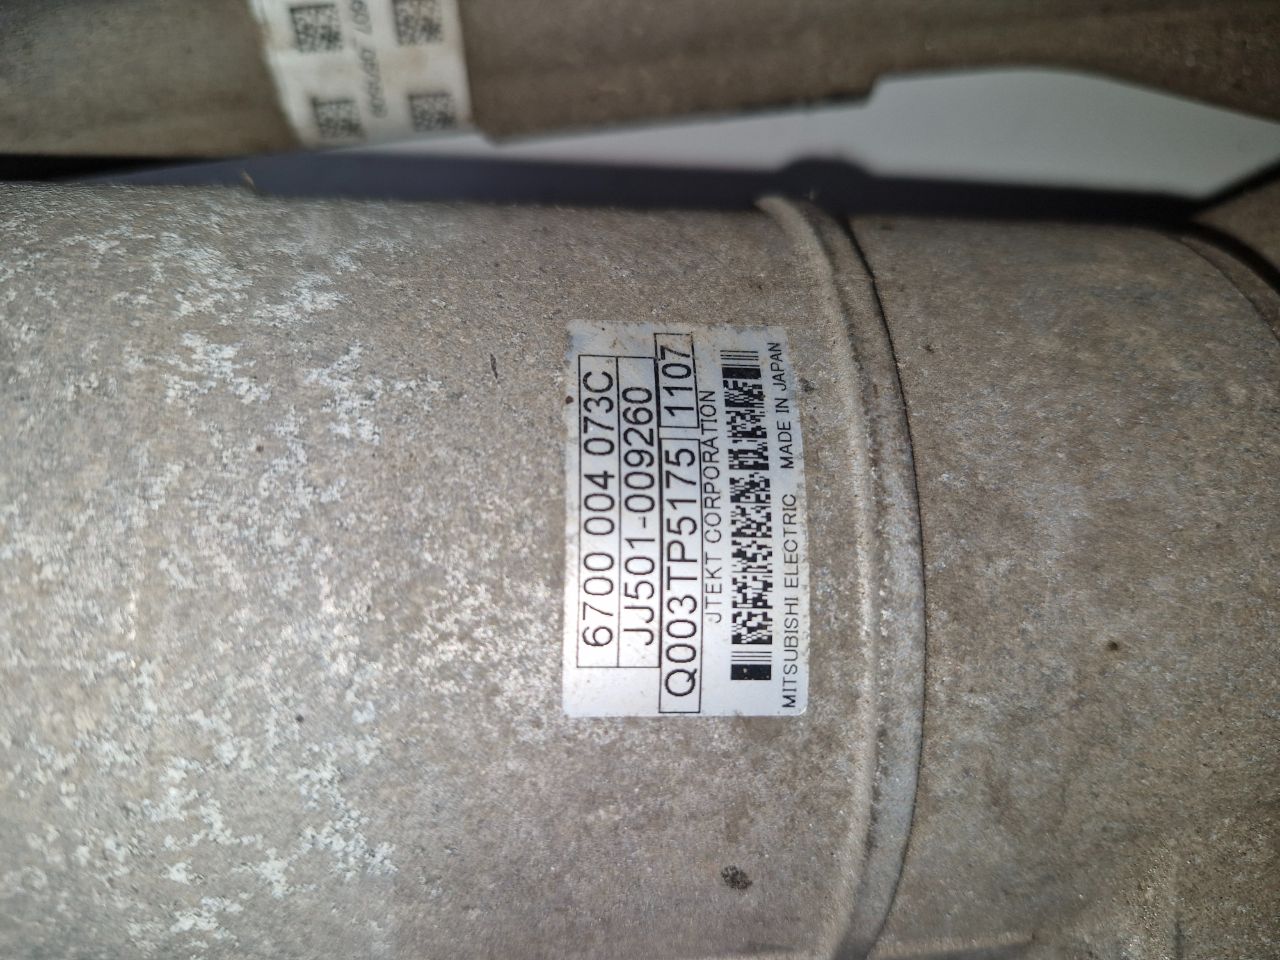 6700 004 073C
JJ501-009260
Q003TP5175 1107
JTEKT CORPORATION
MITSUBISHI ELECTRIC MADE IN JAPAN